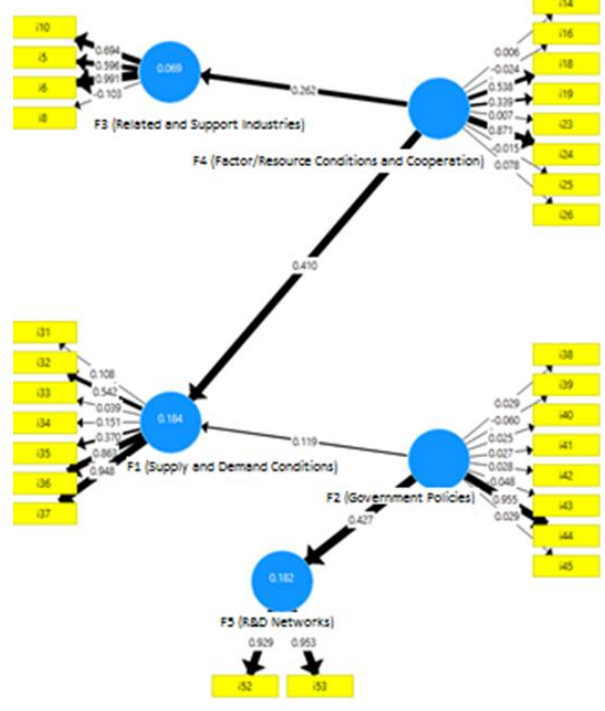 i10
i5
i6
i8
0.694
0.596
0.991
-0.103
0.069
F3 (Related and Support Industries)
0.262
F4 (Factor/Resource Conditions and Cooperation)
i14
i16
i18
i19
i23
i24
i25
i26
0.006
-0.024
0.538
0.339
0.007
0.871
-0.015
0.078
0.410
i31
i32
i33
i34
i35
i36
i37
0.108
0.542
0.039
0.151
0.370
0.863
0.948
0.184
F1 (Supply and Demand Conditions)
0.119
F2 (Government Policies)
i38
i39
i40
i41
i42
i43
i44
i45
0.029
-0.060
0.025
0.027
0.028
0.048
0.955
0.029
0.427
0.182
F5 (R&D Networks)
0.929
0.953
i52
i53